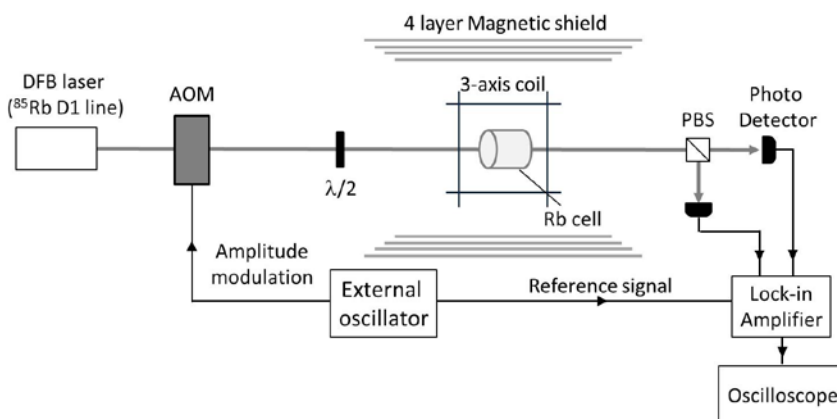 4 layer Magnetic shield
DFB laser
(⁸⁵Rb D1 line)
AOM
3-axis coil
Photo
Detector
PBS
λ/2
Rb cell
Amplitude
modulation
External
oscillator
Reference signal
Lock-in
Amplifier
Oscilloscope